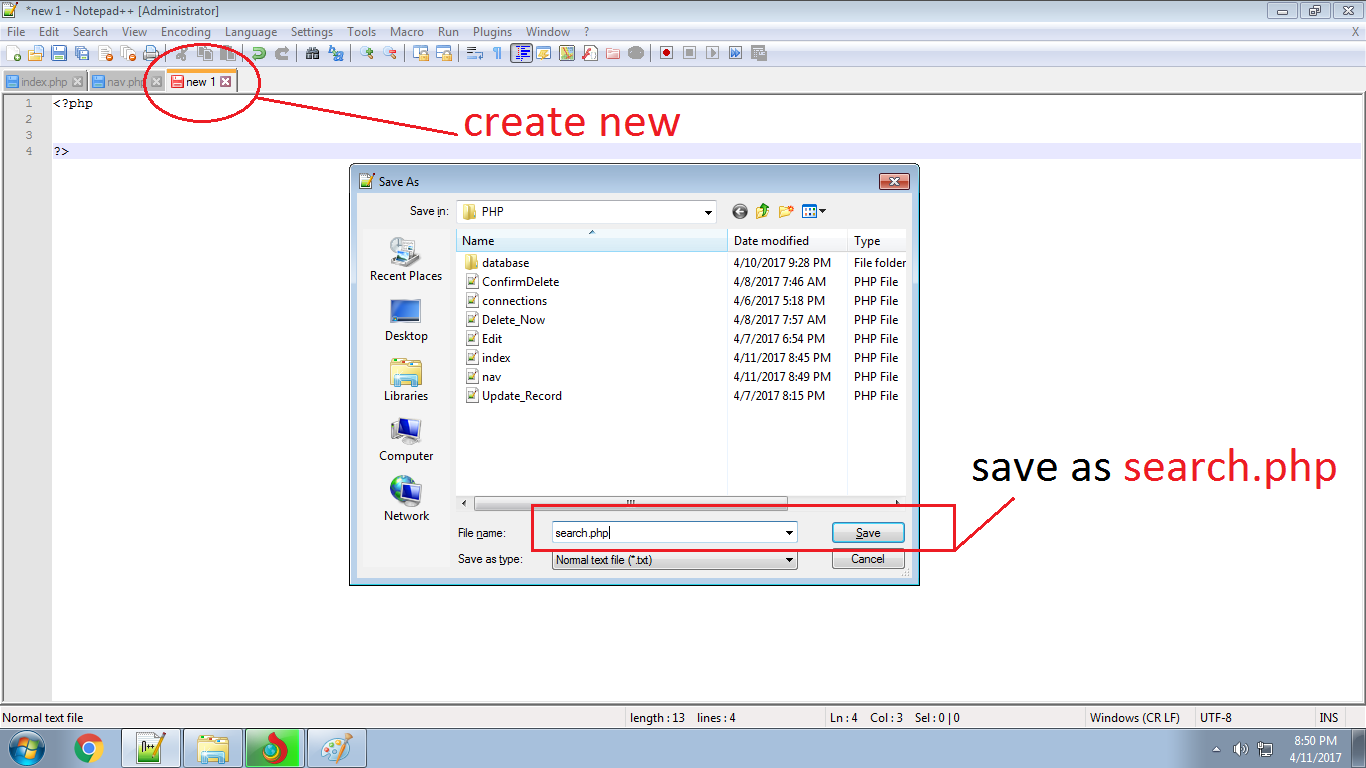 *new 1 - Notepad++ [Administrator]
File Edit Search View Encoding Language Settings Tools Macro Run Plugins Window ? X
index.php nav.php new 1
1 <?php
2
3
4 ?>
create new
Save As
Save in: PHP
Name Date modified Type
database 4/10/2017 9:28 PM File folder
ConfirmDelete 4/8/2017 7:46 AM PHP File
connections 4/6/2017 5:18 PM PHP File
Delete_Now 4/8/2017 7:57 AM PHP File
Edit 4/7/2017 6:54 PM PHP File
index 4/11/2017 8:45 PM PHP File
nav 4/11/2017 8:49 PM PHP File
Update_Record 4/7/2017 8:15 PM PHP File
Recent Places
Desktop
Libraries
Computer
Network
save as search.php
File name: search.php Save
Save as type: Normal text file (*.txt) Cancel
Normal text file length : 13 lines : 4 Ln : 4 Col : 3 Sel : 0 | 0 Windows (CR LF) UTF-8 INS
N++
8:50 PM
4/11/2017